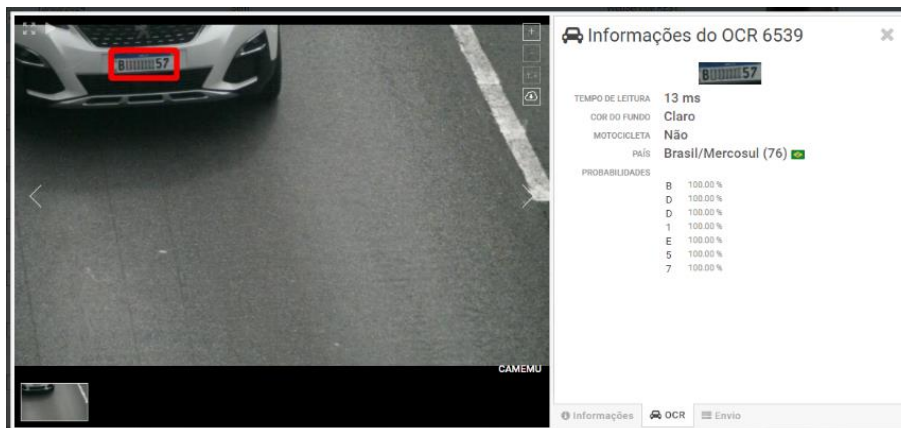 Informações do OCR 6539
TEMPO DE LEITURA 13 ms
COR DO FUNDO Claro
MOTOCICLETA Não
PAÍS Brasil/Mercosul (76)
PROBABILIDADES
B 100.00 %
D 100.00 %
D 100.00 %
1 100.00 %
E 100.00 %
5 100.00 %
7 100.00 %
CAMEMU
Informações OCR Envio